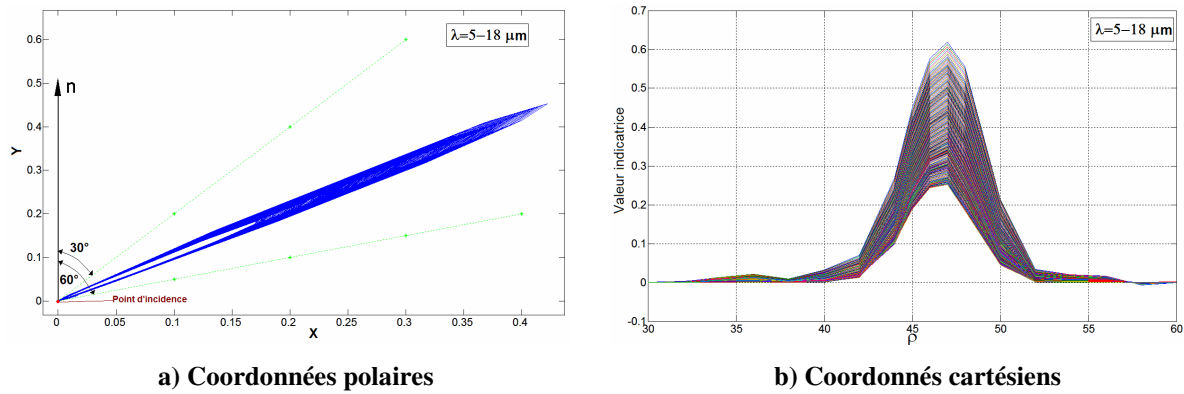 λ=5−18 μm
0.6
0.5
0.4
0.3
0.2
0.1
0
Y
n
30°
60°
Point d'incidence
0 0.05 0.1 0.15 0.2 0.25 0.3 0.35 0.4
X
a) Coordonnées polaires
λ=5−18 μm
0.7
0.6
0.5
0.4
0.3
0.2
0.1
0
-0.1
Valeur indicatrice
30 35 40 45 50 55 60
ρ
b) Coordonnés cartésiens